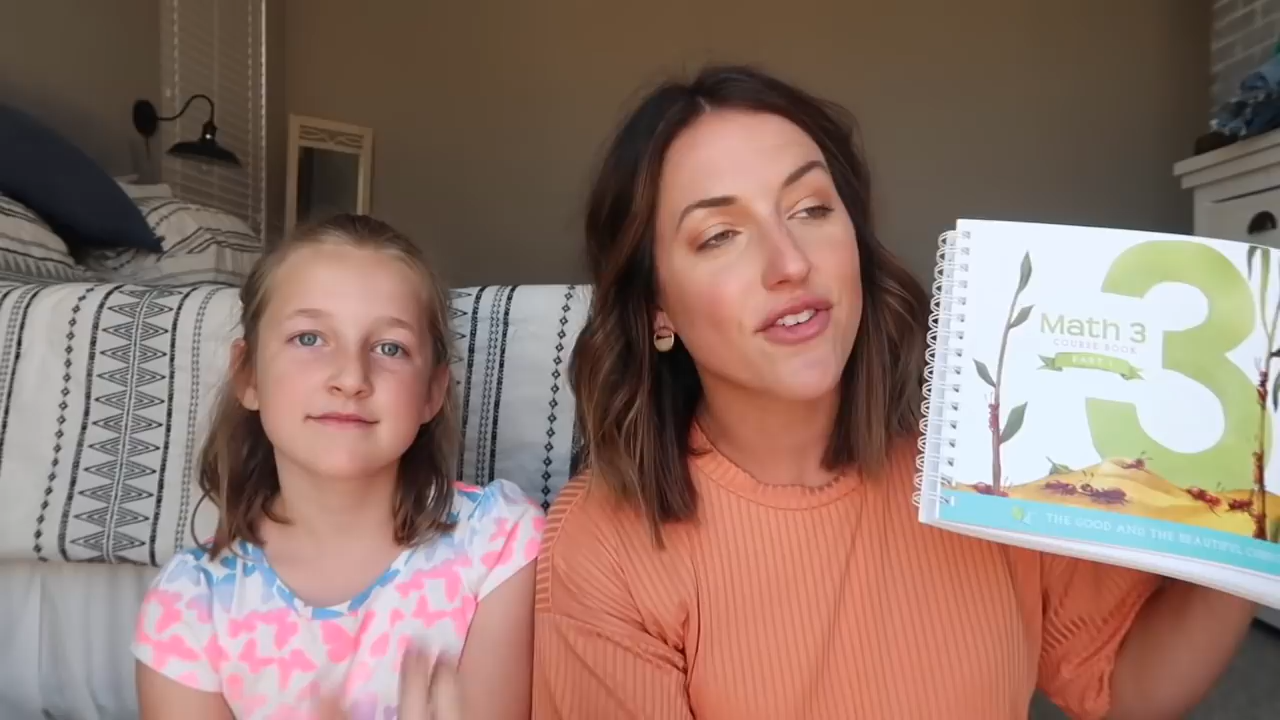 3
Math 3
COURSE BOOK
PART 1
THE GOOD AND THE BEAUTIFUL